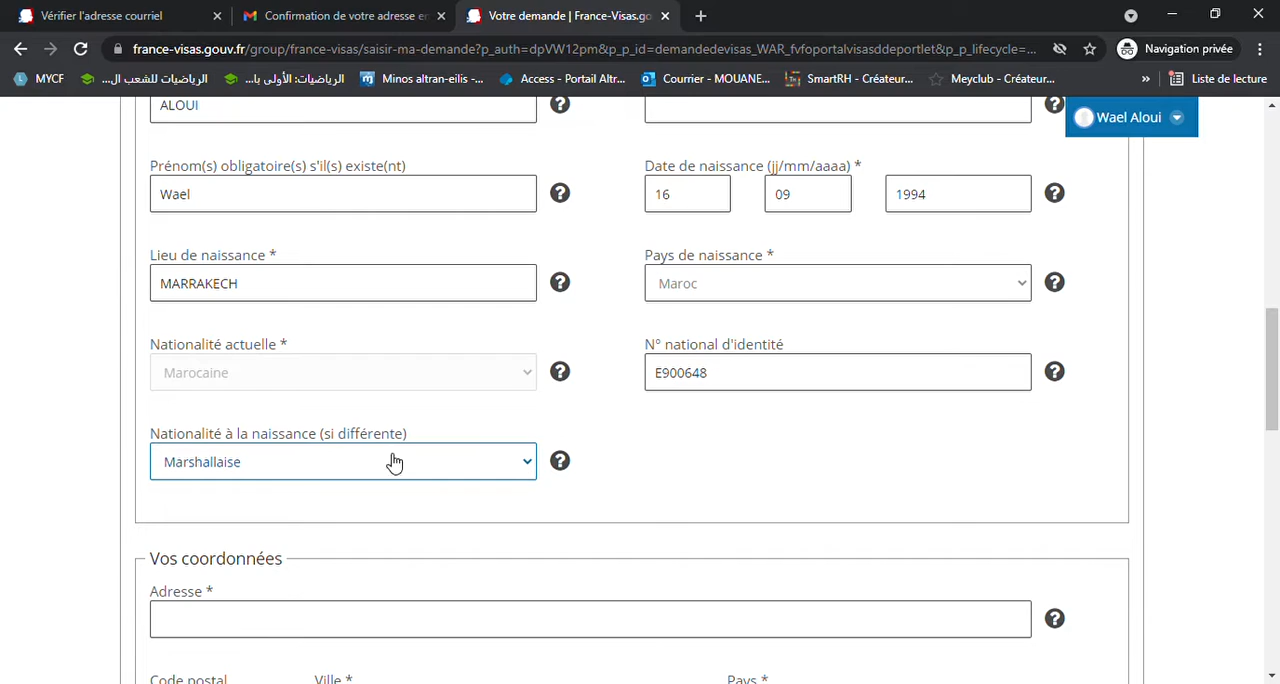 Vérifier l'adresse courriel
Confirmation de votre adresse e
Votre demande | France-Visas.go
france-visas.gouv.fr/group/france-visas/saisir-ma-demande?p_auth=dpVW12pm&p_p_id=demandedevisas_WAR_fvfoportalvisasddeportlet&p_p_lifecycle=...
Navigation privée
MYCF
الرياضيات للشعب ال...
الرياضيات: الأولى با...
Minos altran-eilis -...
Access - Portail Altr...
Courrier - MOUANE...
SmartRH - Créateur...
Meyclub - Créateur...
»
Liste de lecture
Wael Aloui
ALOUI
Prénom(s) obligatoire(s) s'il(s) existe(nt)
Date de naissance (jj/mm/aaaa) *
Wael
16
09
1994
Lieu de naissance *
Pays de naissance *
MARRAKECH
Maroc
Nationalité actuelle *
N° national d'identité
Marocaine
E900648
Nationalité à la naissance (si différente)
Marshallaise
Vos coordonnées
Adresse *
Code postal
Ville *
Pays *